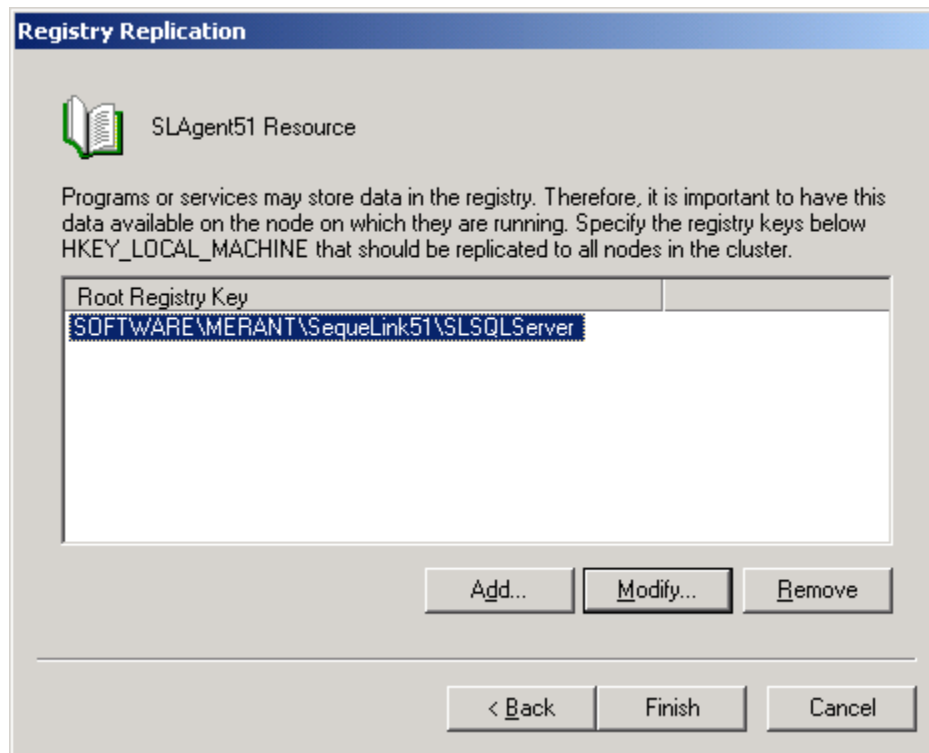 Registry Replication
SLAgent51 Resource
Programs or services may store data in the registry. Therefore, it is important to have this
data available on the node on which they are running. Specify the registry keys below
HKEY_LOCAL_MACHINE that should be replicated to all nodes in the cluster.
Root Registry Key
SOFTWARE\MERANT\SequeLink51\SLSQLServer
Add... Modify... Remove
< Back Finish Cancel